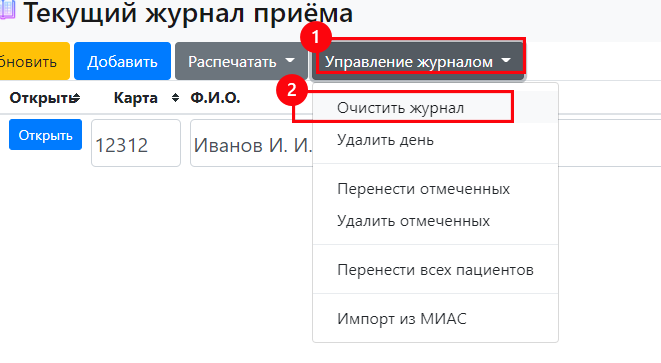 Текущий журнал приёма
1
бновить Добавить Распечатать Управление журналом
2
Открыть Карта Ф.И.О.
Очистить журнал
Открыть 12312 Иванов И. И.
Удалить день
Перенести отмеченных
Удалить отмеченных
Перенести всех пациентов
Импорт из МИАС